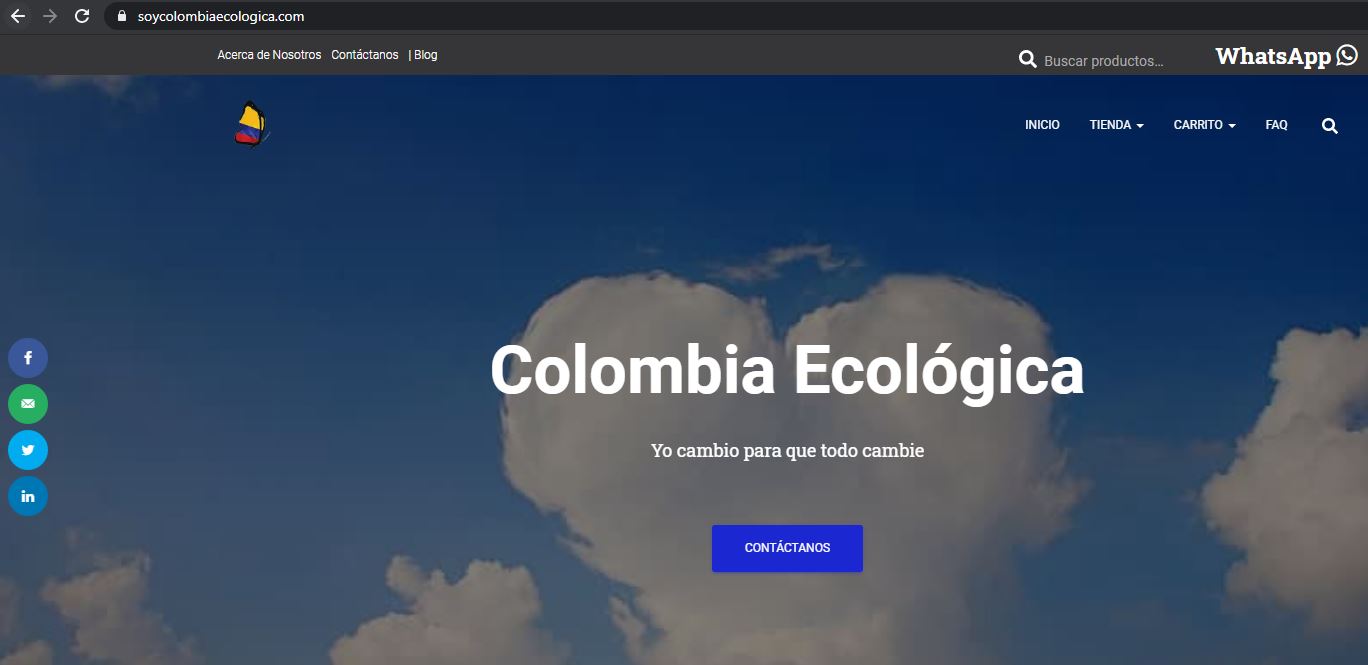 soycolombiaecologica.com
Acerca de Nosotros Contáctanos | Blog
Buscar productos...
WhatsApp
INICIO TIENDA CARRITO FAQ
Colombia Ecológica
Yo cambio para que todo cambie
CONTÁCTANOS